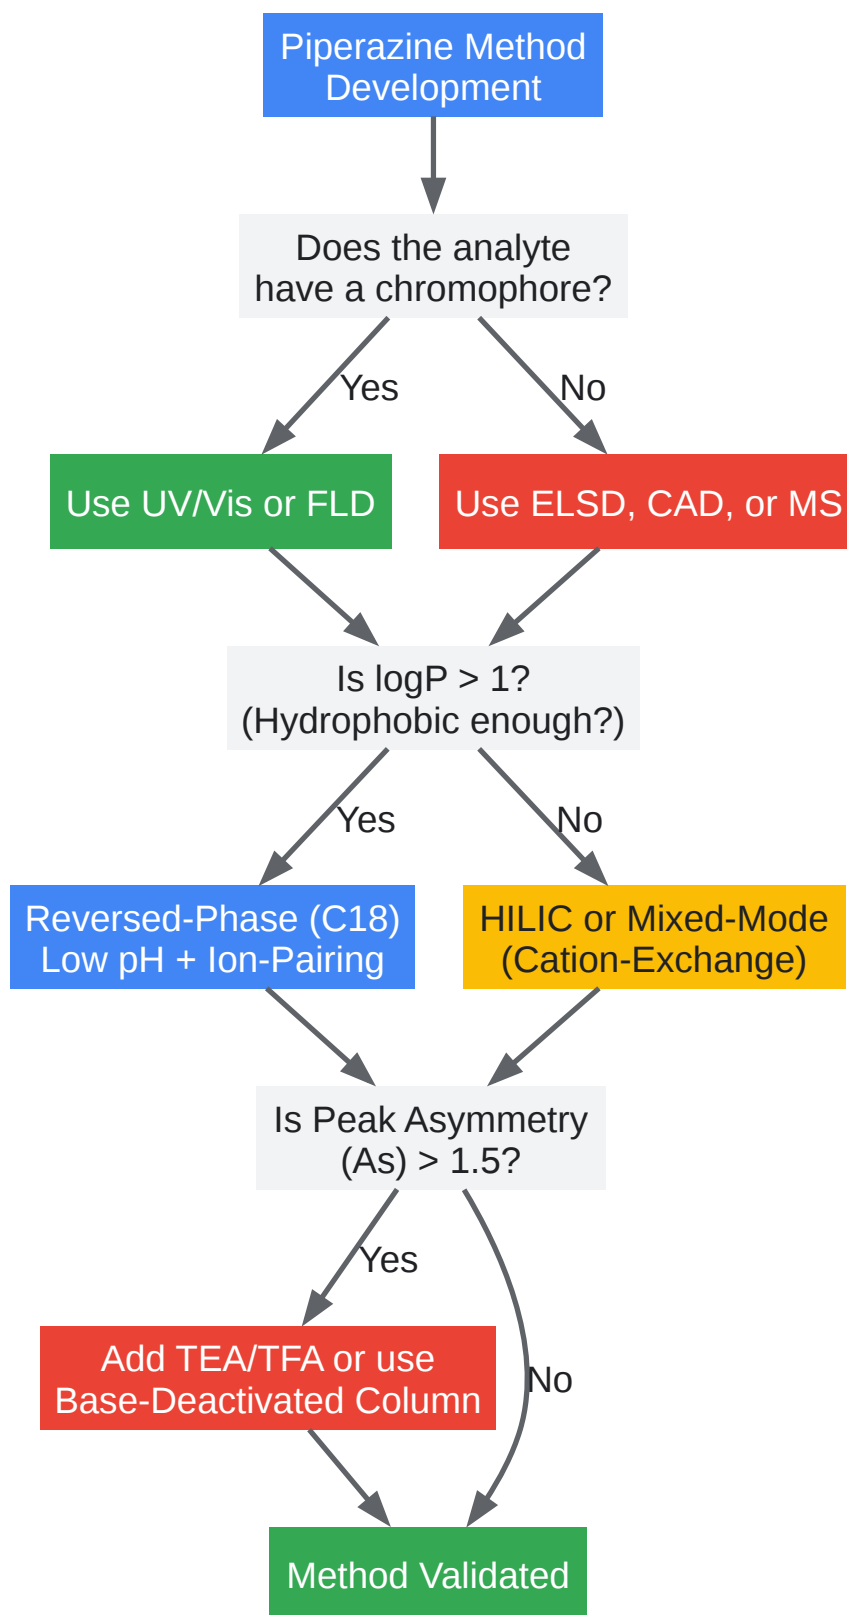 Piperazine Method
Development
Does the analyte
have a chromophore?
Yes
No
Use UV/Vis or FLD
Use ELSD, CAD, or MS
Is logP > 1?
(Hydrophobic enough?)
Yes
No
Reversed-Phase (C18)
Low pH + Ion-Pairing
HILIC or Mixed-Mode
(Cation-Exchange)
Is Peak Asymmetry
(As) > 1.5?
Yes
Add TEA/TFA or use
Base-Deactivated Column
No
Method Validated